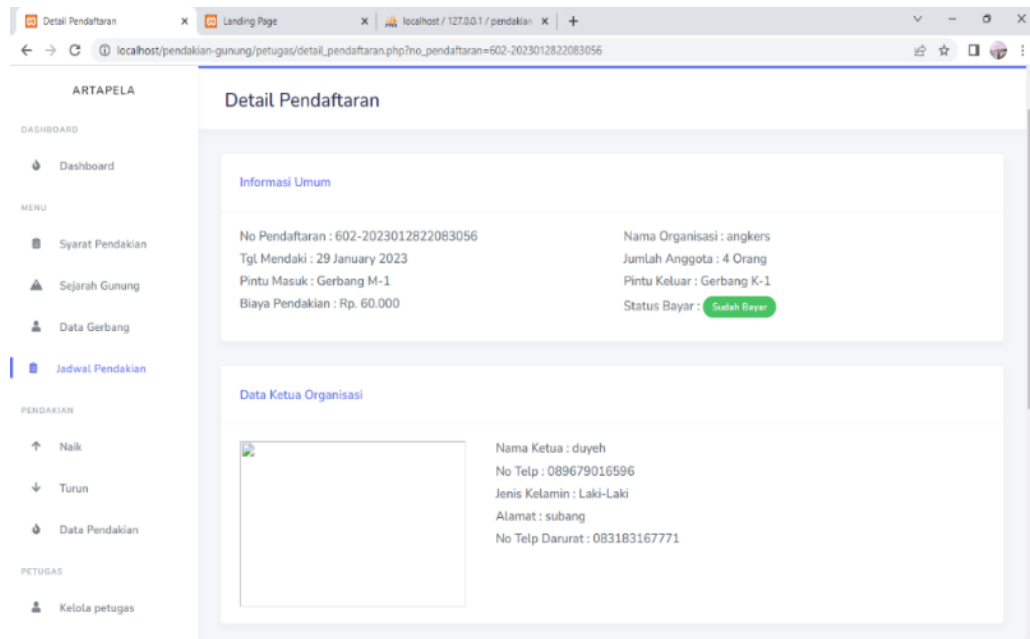 Detail Pendaftaran
Landing Page
localhost / 127.0.0.1 / pendakian
localhost/pendakian-gunung/petugas/detail_pendaftaran.php?no_pendaftaran=602-2023012822083056
ARTAPELA
DASHBOARD
Dashboard
MENU
Syarat Pendakian
Sejarah Gunung
Data Gerbang
Jadwal Pendakian
PENDAKIAN
Naik
Turun
Data Pendakian
PETUGAS
Kelola petugas
Detail Pendaftaran
Informasi Umum
No Pendaftaran : 602-2023012822083056
Tgl Mendaki : 29 January 2023
Pintu Masuk : Gerbang M-1
Biaya Pendakian : Rp. 60.000
Nama Organisasi : angkers
Jumlah Anggota : 4 Orang
Pintu Keluar : Gerbang K-1
Status Bayar : Sudah Bayar
Data Ketua Organisasi
Nama Ketua : duyeh
No Telp : 089679016596
Jenis Kelamin : Laki-Laki
Alamat : subang
No Telp Darurat : 083183167771